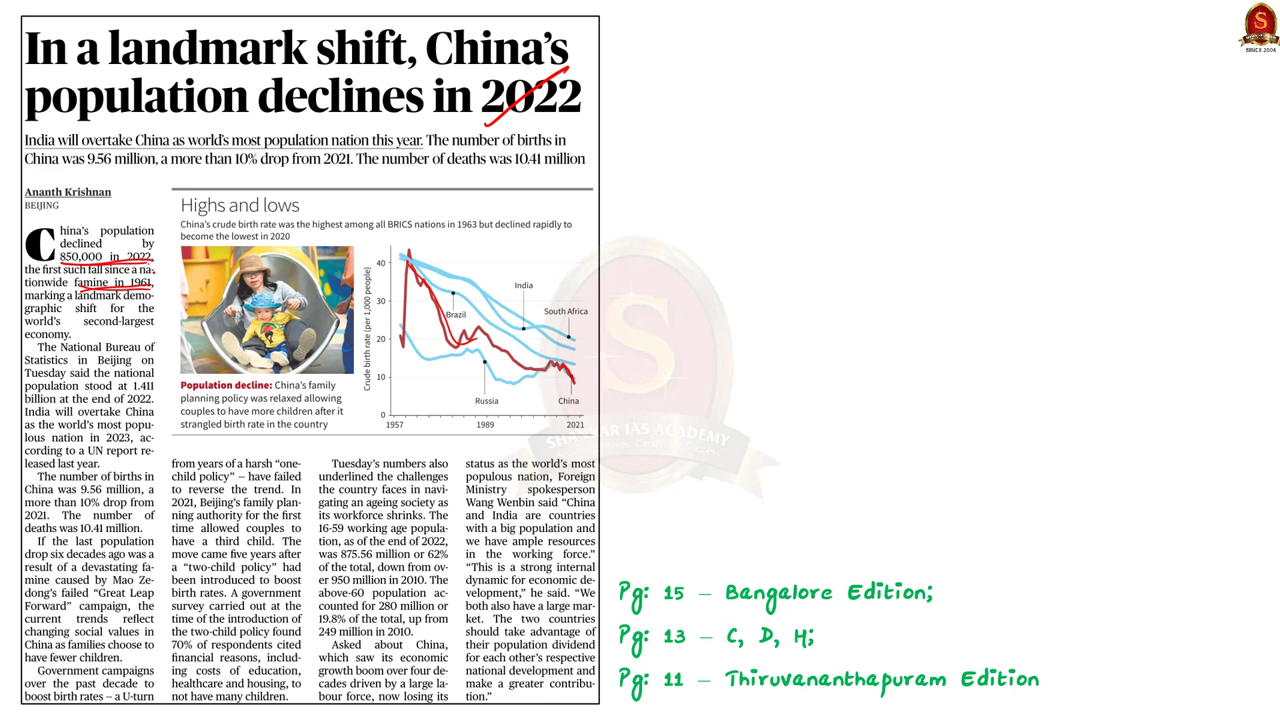 In a landmark shift, China's
population declines in 2022
India will overtake China as world's most population nation this year. The number of births in
China was 9.56 million, a more than 10% drop from 2021. The number of deaths was 10.41 million
Ananth Krishnan
BEIJING
China's population
declined by
850,000 in 2022,
the first such fall since a na-
tionwide famine in 1961,
marking a landmark demo-
graphic shift for the
world's second-largest
economy.
The National Bureau of
Statistics in Beijing on
Tuesday said the national
population stood at 1.411
billion at the end of 2022.
India will overtake China
as the world's most popu-
lous nation in 2023, ac-
cording to a UN report re-
leased last year.
The number of births in
China was 9.56 million, a
more than 10% drop from
2021. The number of
deaths was 10.41 million.
If the last population
drop six decades ago was a
result of a devastating fa-
mine caused by Mao Ze-
dong's failed "Great Leap
Forward" campaign, the
current trends reflect
changing social values in
China as families choose to
have fewer children.
Government campaigns
over the past decade to
boost birth rates – a U-turn
Highs and lows
China's crude birth rate was the highest among all BRICS nations in 1963 but declined rapidly to
become the lowest in 2020
Population decline: China's family
planning policy was relaxed allowing
couples to have more children after it
strangled birth rate in the country
Crude birth rate (per 1,000 people)
40
30
20
10
0
1957
1989
2021
India
South Africa
Brazil
Russia
China
from years of a harsh "one-
child policy" – have failed
to reverse the trend. In
2021, Beijing's family plan-
ning authority for the first
time allowed couples to
have a third child. The
move came five years after
a "two-child policy" had
been introduced to boost
birth rates. A government
survey carried out at the
time of the introduction of
the two-child policy found
70% of respondents cited
financial reasons, includ-
ing costs of education,
healthcare and housing, to
not have many children.
Tuesday's numbers also
underlined the challenges
the country faces in navi-
gating an ageing society as
its workforce shrinks. The
16-59 working age popula-
tion, as of the end of 2022,
was 875.56 million or 62%
of the total, down from ov-
er 950 million in 2010. The
above-60 population ac-
counted for 280 million or
19.8% of the total, up from
249 million in 2010.
Asked about China,
which saw its economic
growth boom over four de-
cades driven by a large la-
bour force, now losing its
status as the world's most
populous nation, Foreign
Ministry spokesperson
Wang Wenbin said "China
and India are countries
with a big population and
we have ample resources
in the working force."
"This is a strong internal
dynamic for economic de-
velopment," he said. "We
both also have a large mar-
ket. The two countries
should take advantage of
their population dividend
for each other's respective
national development and
make a greater contribu-
tion."
S
SINCE 2004
S
SHANKAR IAS ACADEMY
Pg: 15 – Bangalore Edition;
Pg: 13 – C, D, H;
Pg: 11 – Thiruvananthapuram Edition